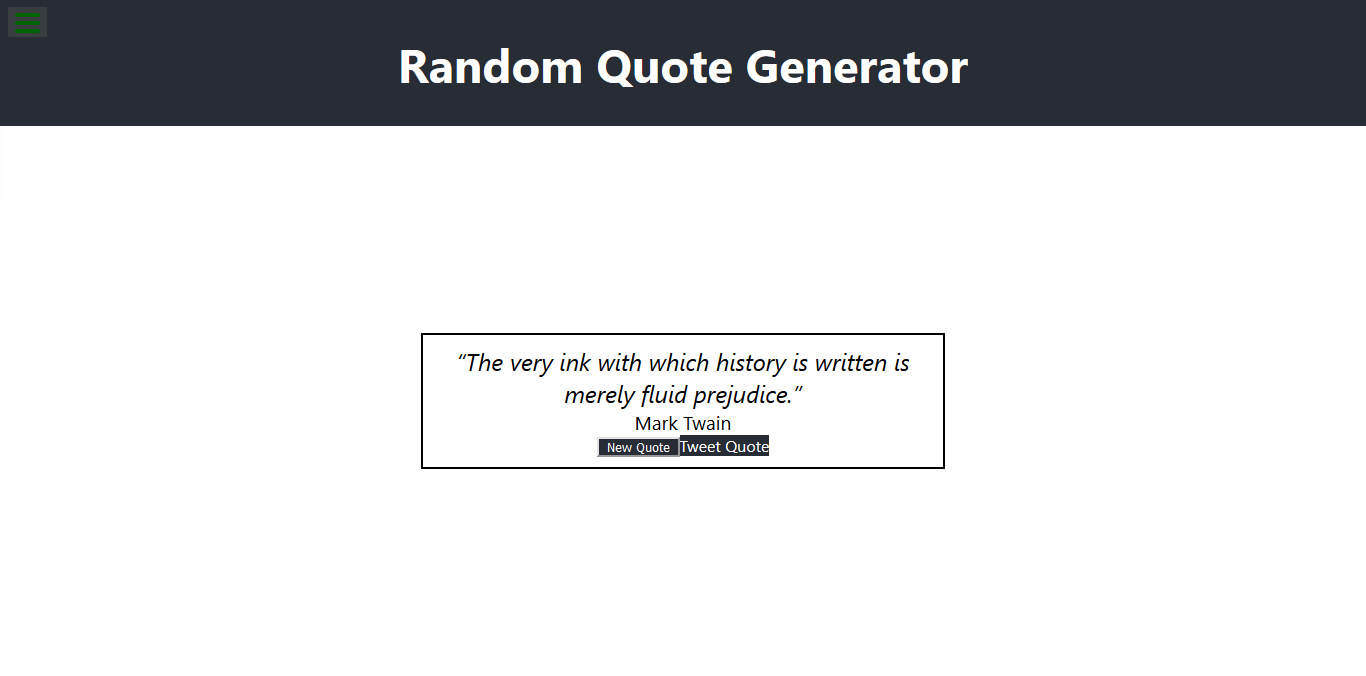 Random Quote Generator
“The very ink with which history is written is
merely fluid prejudice.”
Mark Twain
New Quote Tweet Quote